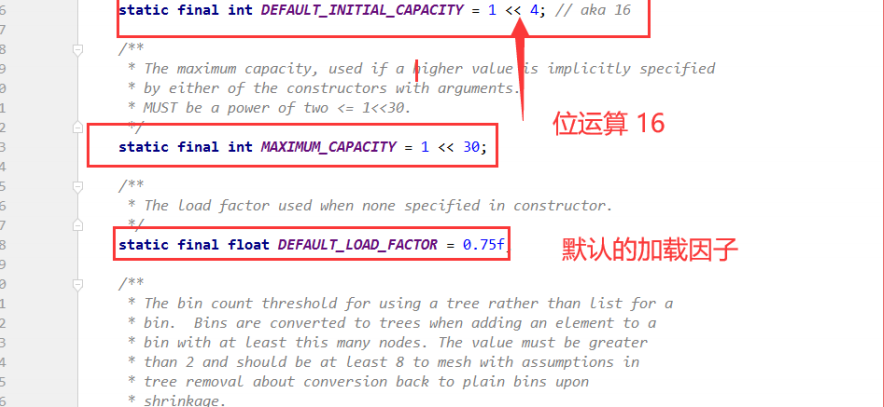 6 static final int DEFAULT_INITIAL_CAPACITY = 1 << 4; // aka 16
7
8 /**
9 * The maximum capacity, used if a higher value is implicitly specified
0 * by either of the constructors with arguments.
1 * MUST be a power of two <= 1<<30.
2 */
位运算 16
3 static final int MAXIMUM_CAPACITY = 1 << 30;
4
5 /**
6 * The load factor used when none specified in constructor.
7 */
8 static final float DEFAULT_LOAD_FACTOR = 0.75f
默认的加载因子
9
0 /**
1 * The bin count threshold for using a tree rather than list for a
2 * bin.  Bins are converted to trees when adding an element to a
3 * bin with at least this many nodes. The value must be greater
4 * than 2 and should be at least 8 to mesh with assumptions in
5 * tree removal about conversion back to plain bins upon
6 * shrinkage.